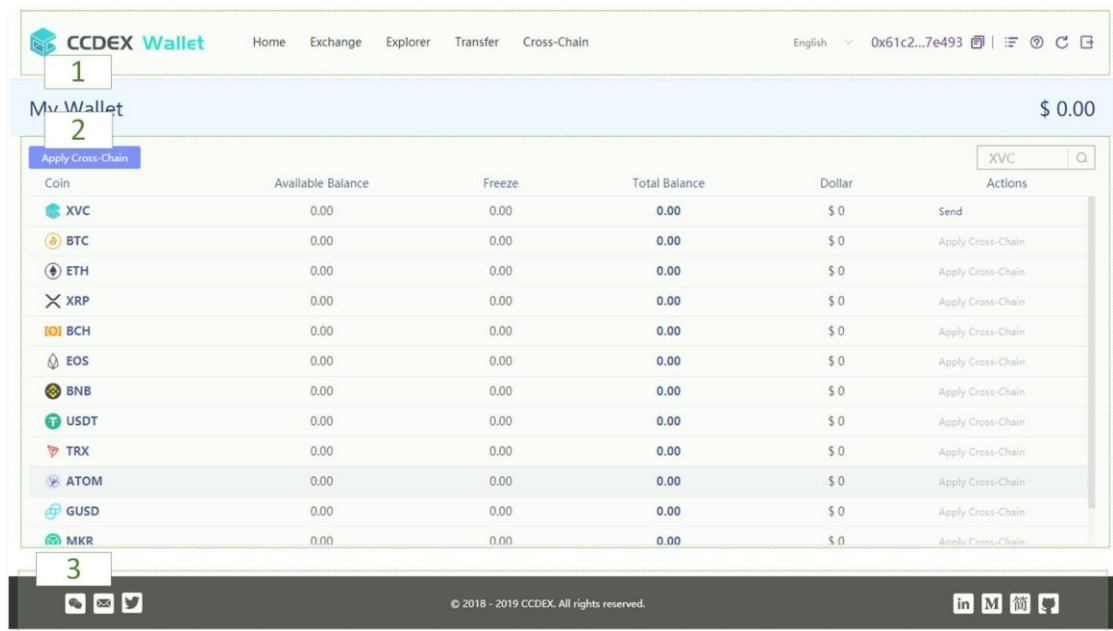 CCDEX Wallet Home Exchange Explorer Transfer Cross-Chain English 0x61c2...7e493
1
My Wallet $ 0.00
2
Apply Cross-Chain XVC
Coin Available Balance Freeze Total Balance Dollar Actions
XVC 0.00 0.00 0.00 $ 0 Send
BTC 0.00 0.00 0.00 $ 0 Apply Cross-Chain
ETH 0.00 0.00 0.00 $ 0 Apply Cross-Chain
XRP 0.00 0.00 0.00 $ 0 Apply Cross-Chain
BCH 0.00 0.00 0.00 $ 0 Apply Cross-Chain
EOS 0.00 0.00 0.00 $ 0 Apply Cross-Chain
BNB 0.00 0.00 0.00 $ 0 Apply Cross-Chain
USDT 0.00 0.00 0.00 $ 0 Apply Cross-Chain
TRX 0.00 0.00 0.00 $ 0 Apply Cross-Chain
ATOM 0.00 0.00 0.00 $ 0 Apply Cross-Chain
GUSD 0.00 0.00 0.00 $ 0 Apply Cross-Chain
MKR 0.00 0.00 0.00 $ 0 Apply Cross-Chain
3
© 2018 - 2019 CCDEX. All rights reserved. in M 简